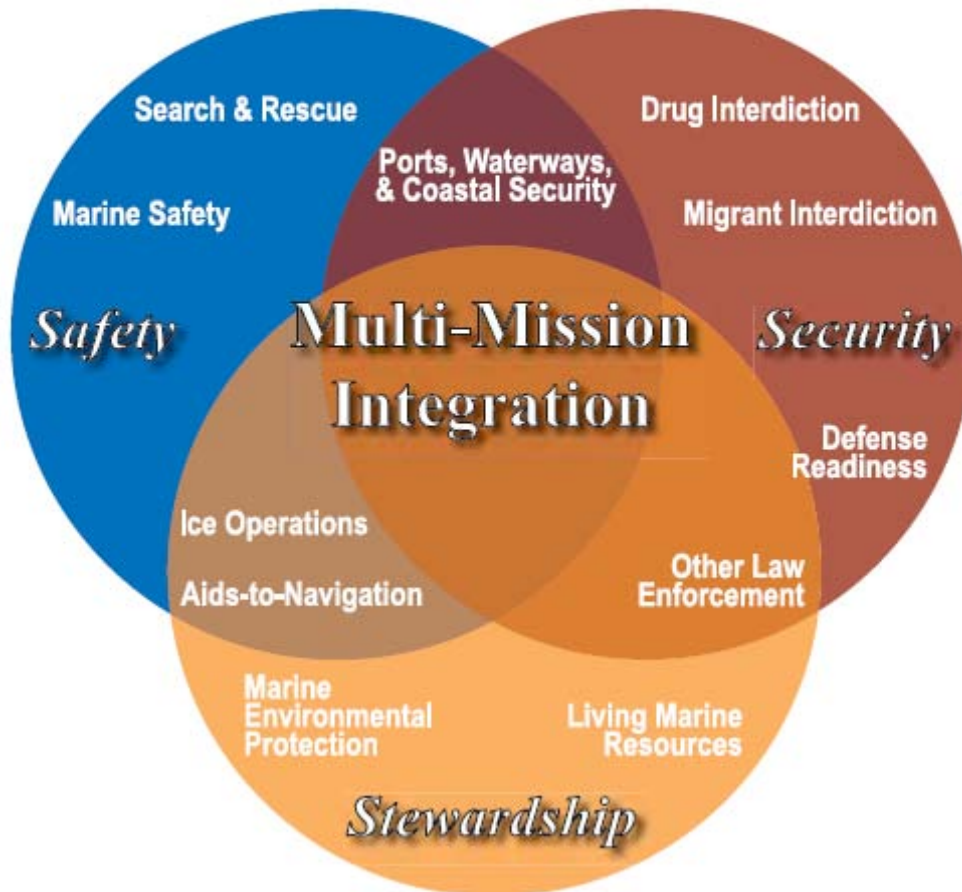 Search & Rescue
Drug Interdiction
Ports, Waterways,
& Coastal Security
Marine Safety
Migrant Interdiction
Safety
Multi-Mission
Integration
Security
Defense
Readiness
Ice Operations
Aids-to-Navigation
Other Law
Enforcement
Marine
Environmental
Protection
Living Marine
Resources
Stewardship